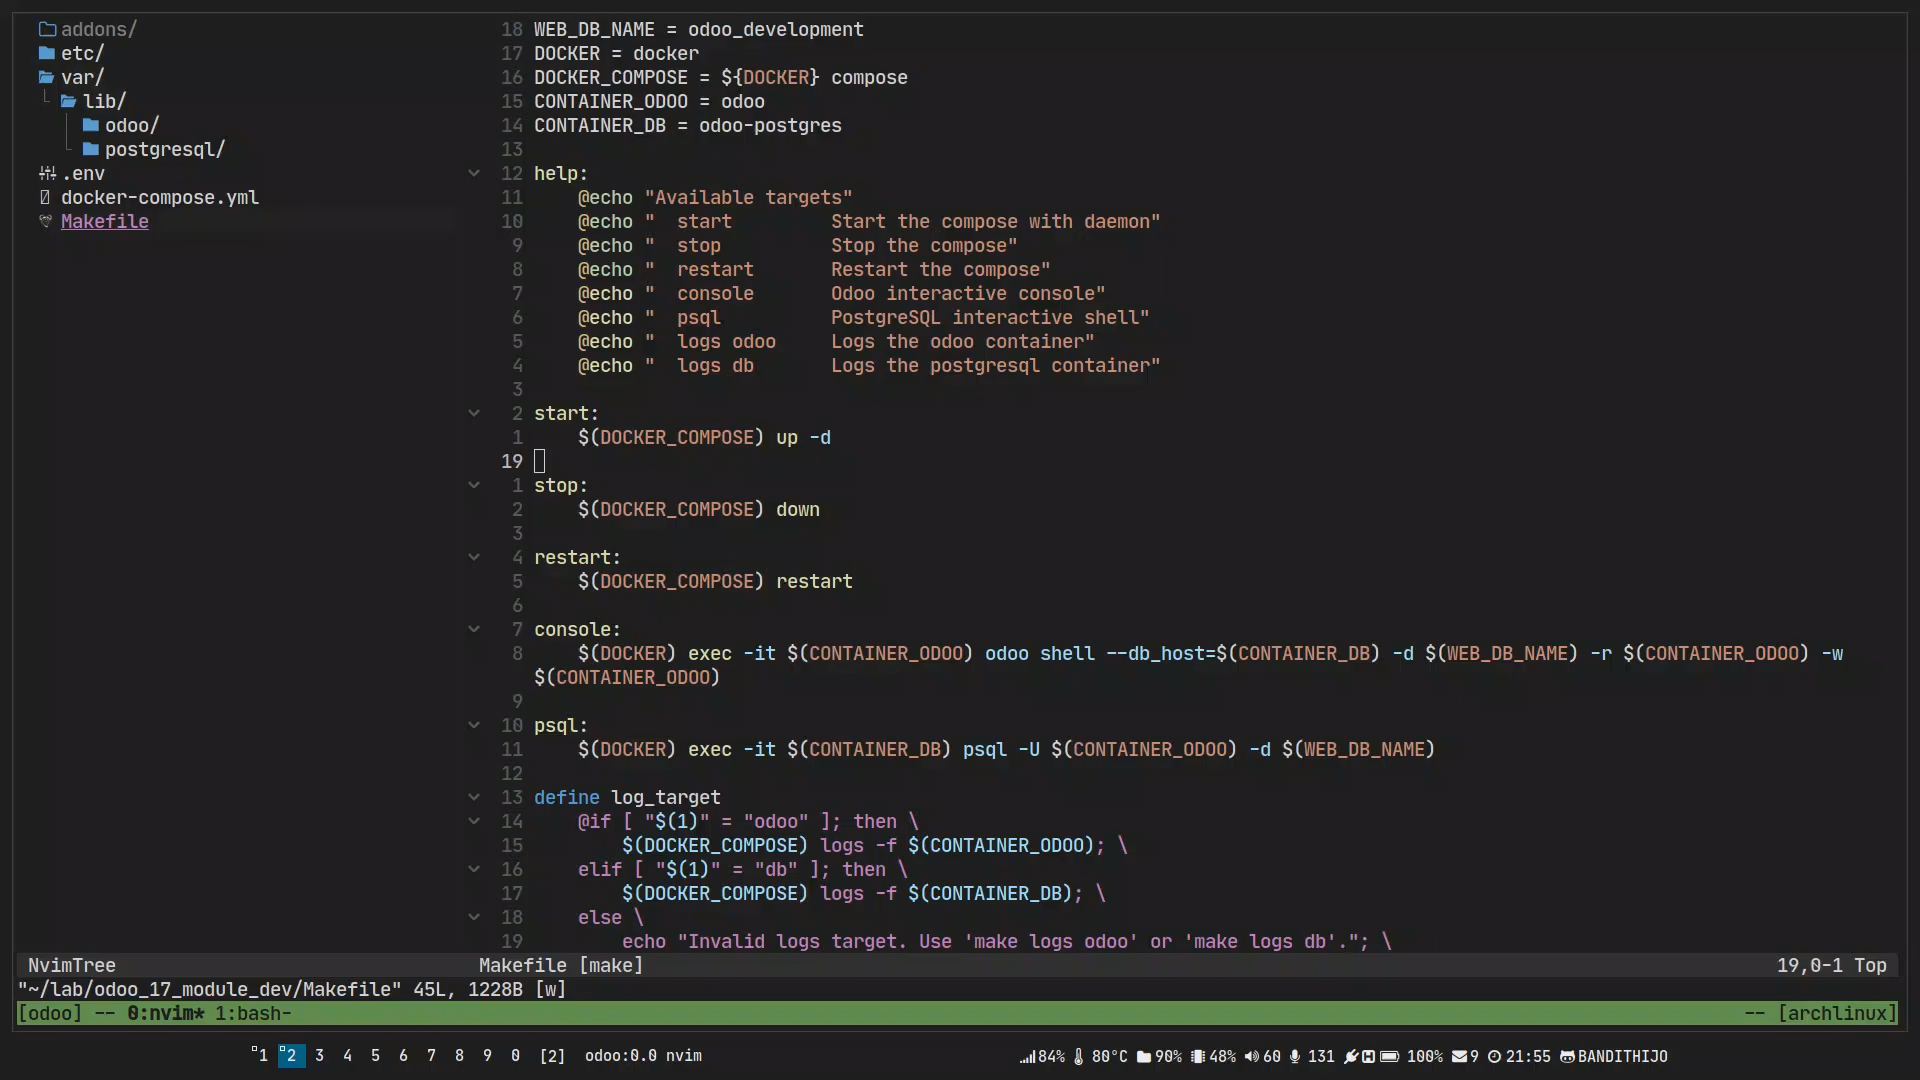 addons/
etc/
var/
lib/
odoo/
postgresql/
.env
docker-compose.yml
Makefile
18 WEB_DB_NAME = odoo_development
17 DOCKER = docker
16 DOCKER_COMPOSE = ${DOCKER} compose
15 CONTAINER_ODOO = odoo
14 CONTAINER_DB = odoo-postgres
13
12 help:
11     @echo "Available targets"
10     @echo "  start         Start the compose with daemon"
9     @echo "  stop          Stop the compose"
8     @echo "  restart       Restart the compose"
7     @echo "  console       Odoo interactive console"
6     @echo "  psql          PostgreSQL interactive shell"
5     @echo "  logs odoo     Logs the odoo container"
4     @echo "  logs db       Logs the postgresql container"
3
2 start:
1     $(DOCKER_COMPOSE) up -d
19
1 stop:
2     $(DOCKER_COMPOSE) down
3
4 restart:
5     $(DOCKER_COMPOSE) restart
6
7 console:
8     $(DOCKER) exec -it $(CONTAINER_ODOO) odoo shell --db_host=$(CONTAINER_DB) -d $(WEB_DB_NAME) -r $(CONTAINER_ODOO) -w
$(CONTAINER_ODOO)
9
10 psql:
11     $(DOCKER) exec -it $(CONTAINER_DB) psql -U $(CONTAINER_ODOO) -d $(WEB_DB_NAME)
12
13 define log_target
14     @if [ "$(1)" = "odoo" ]; then \
15         $(DOCKER_COMPOSE) logs -f $(CONTAINER_ODOO); \
16     elif [ "$(1)" = "db" ]; then \
17         $(DOCKER_COMPOSE) logs -f $(CONTAINER_DB); \
18     else \
19         echo "Invalid logs target. Use 'make logs odoo' or 'make logs db'."; \
NvimTree Makefile [make] 19,0-1 Top
"~/lab/odoo_17_module_dev/Makefile" 45L, 1228B [w]
[odoo] -- 0:nvim* 1:bash- -- [archlinux]
1 2 3 4 5 6 7 8 9 0 [2] odoo:0.0 nvim 84% 80°C 90% 48% 60 131 H 100% 9 21:55 BANDITHIJO